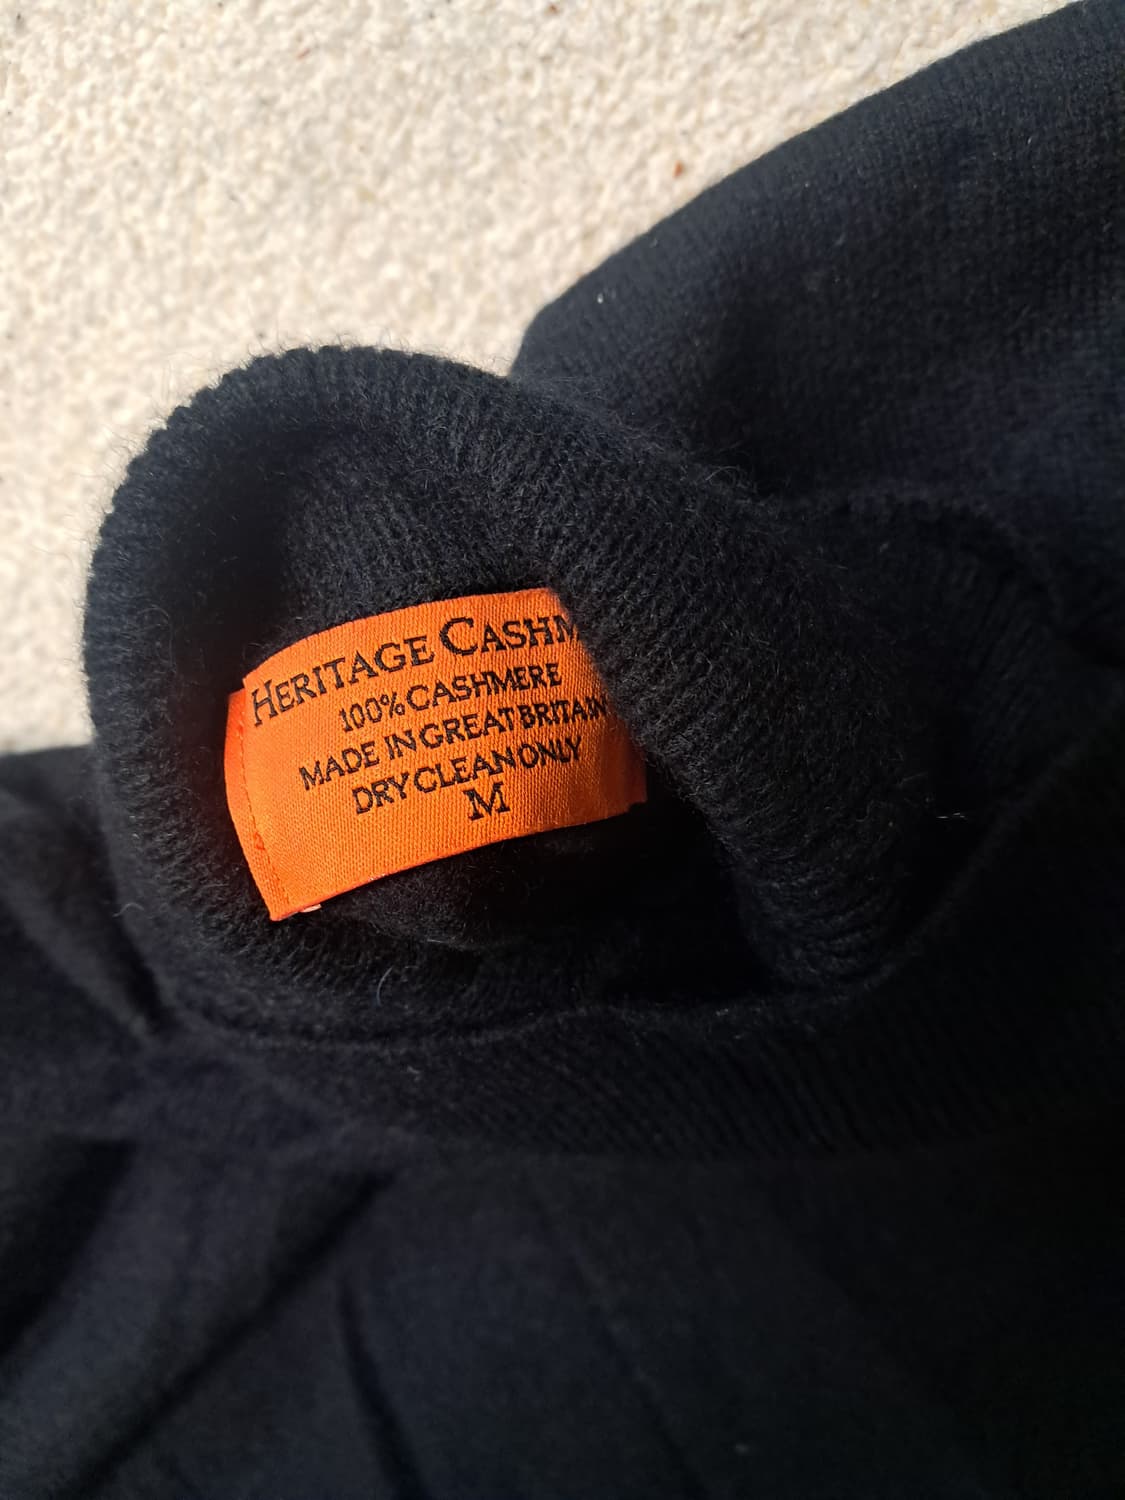 HERITAGE CASHM
100% CASHMERE
MADE IN GREAT BRITAIN
DRY CLEAN ONLY
M